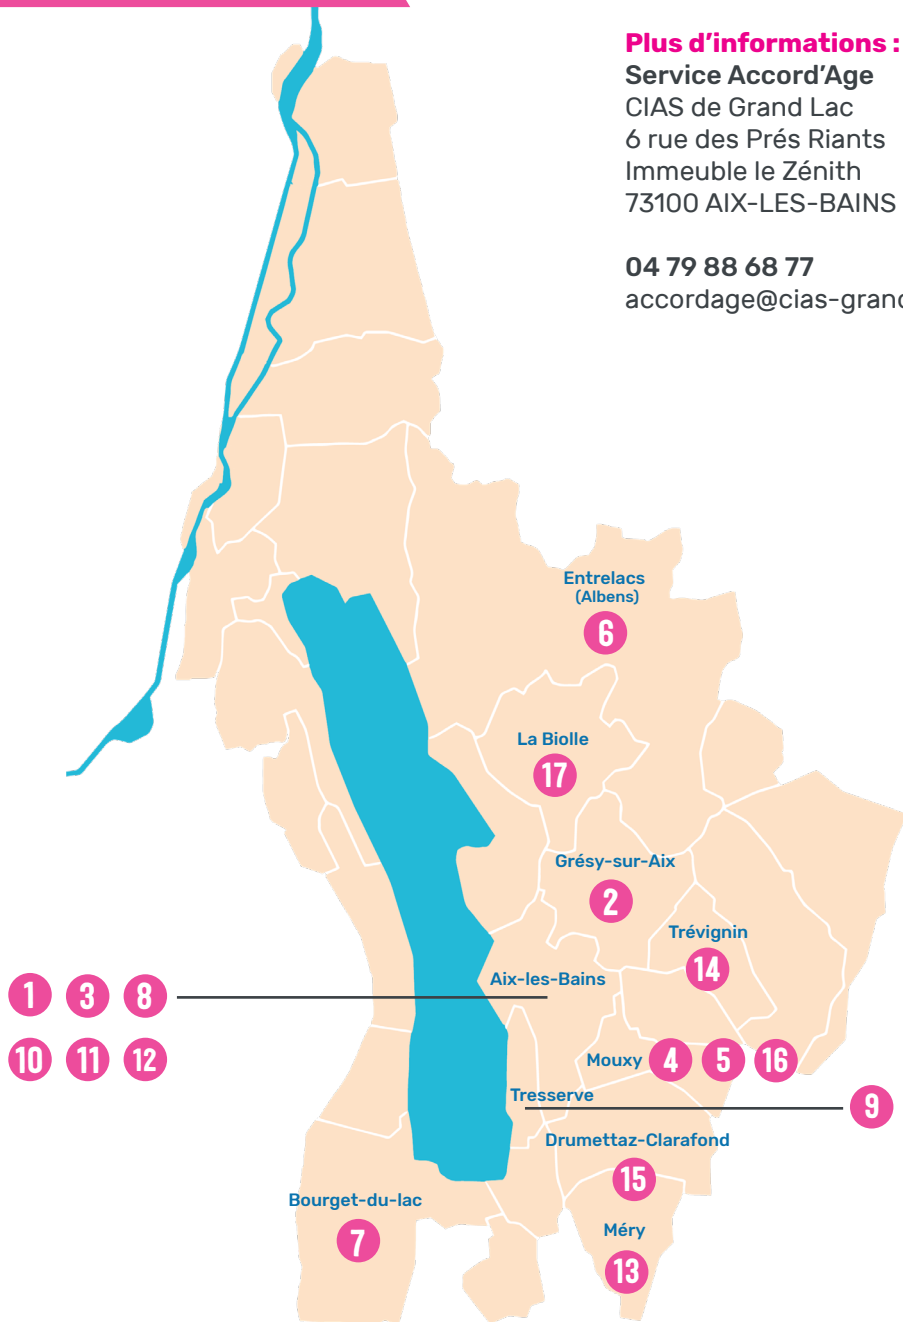 Plus d'informations :
Service Accord'Age
CIAS de Grand Lac
6 rue des Prés Riants
Immeuble le Zénith
73100 AIX-LES-BAINS
04 79 88 68 77
accordage@cias-grand
Entrelacs
(Albens)
6
La Biolle
17
Grésy-sur-Aix
2
Trévignin
14
Aix-les-Bains
1 3 8
10 11 12
Mouxy 4 5 16
Tresserve
9
Drumettaz-Clarafond
15
Bourget-du-lac
7
Méry
13